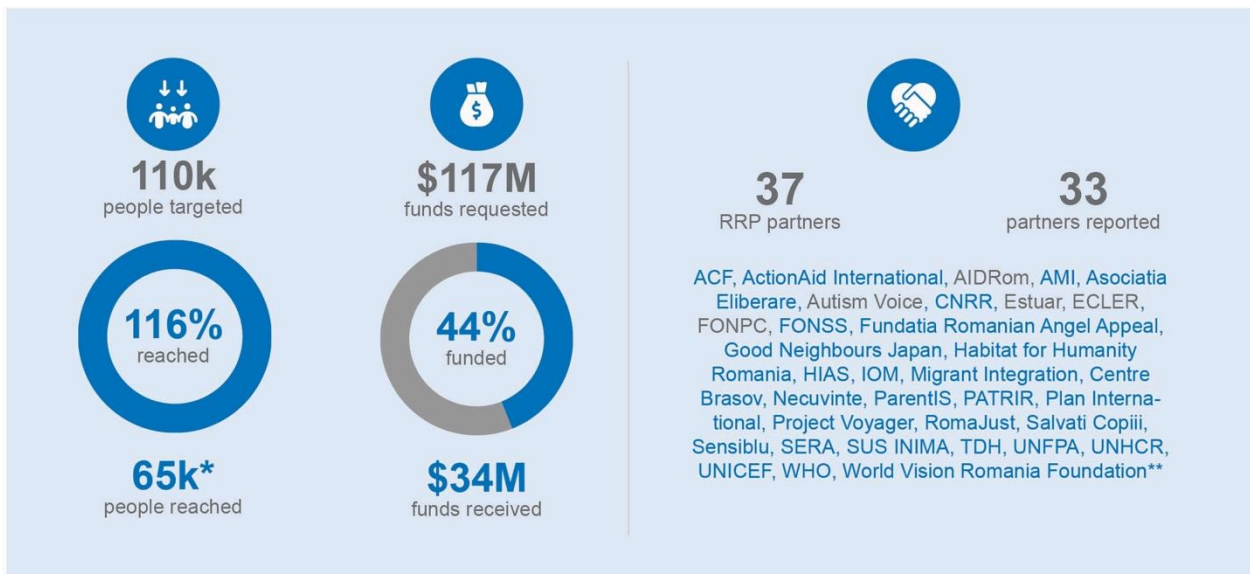 110k
people targeted
116%
reached
65k*
people reached
$
$117M
funds requested
44%
funded
$34M
funds received
37
RRP partners
33
partners reported
ACF, ActionAid International, AIDRom, AMI, Asociatia
Eliberare, Autism Voice, CNRR, Estuar, ECLER,
FONPC, FONSS, Fundatia Romanian Angel Appeal,
Good Neighbours Japan, Habitat for Humanity
Romania, HIAS, IOM, Migrant Integration, Centre
Brasov, Necuvinte, ParentIS, PATRIR, Plan Interna-
tional, Project Voyager, RomaJust, Salvati Copiii,
Sensiblu, SERA, SUS INIMA, TDH, UNFPA, UNHCR,
UNICEF, WHO, World Vision Romania Foundation**